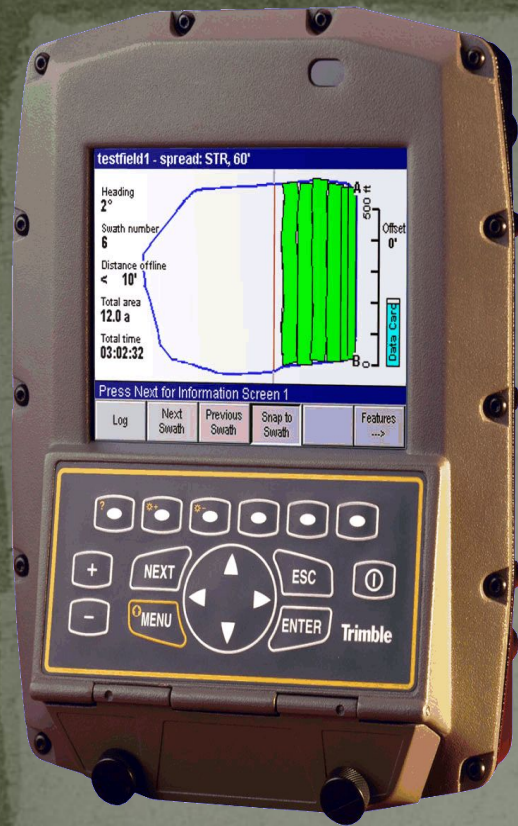 testfield1 - spread: STR, 60'
Heading
2°
Swath number
6
Distance offline
< 10'
Total area
12.0 a
Total time
03:02:32
A
B
500 ft
0
Offset
0'
Data Card
Press Next for Information Screen 1
Log
Next Swath
Previous Swath
Snap to Swath
Features
--->
?
+
NEXT
ESC
-
MENU
ENTER
Trimble